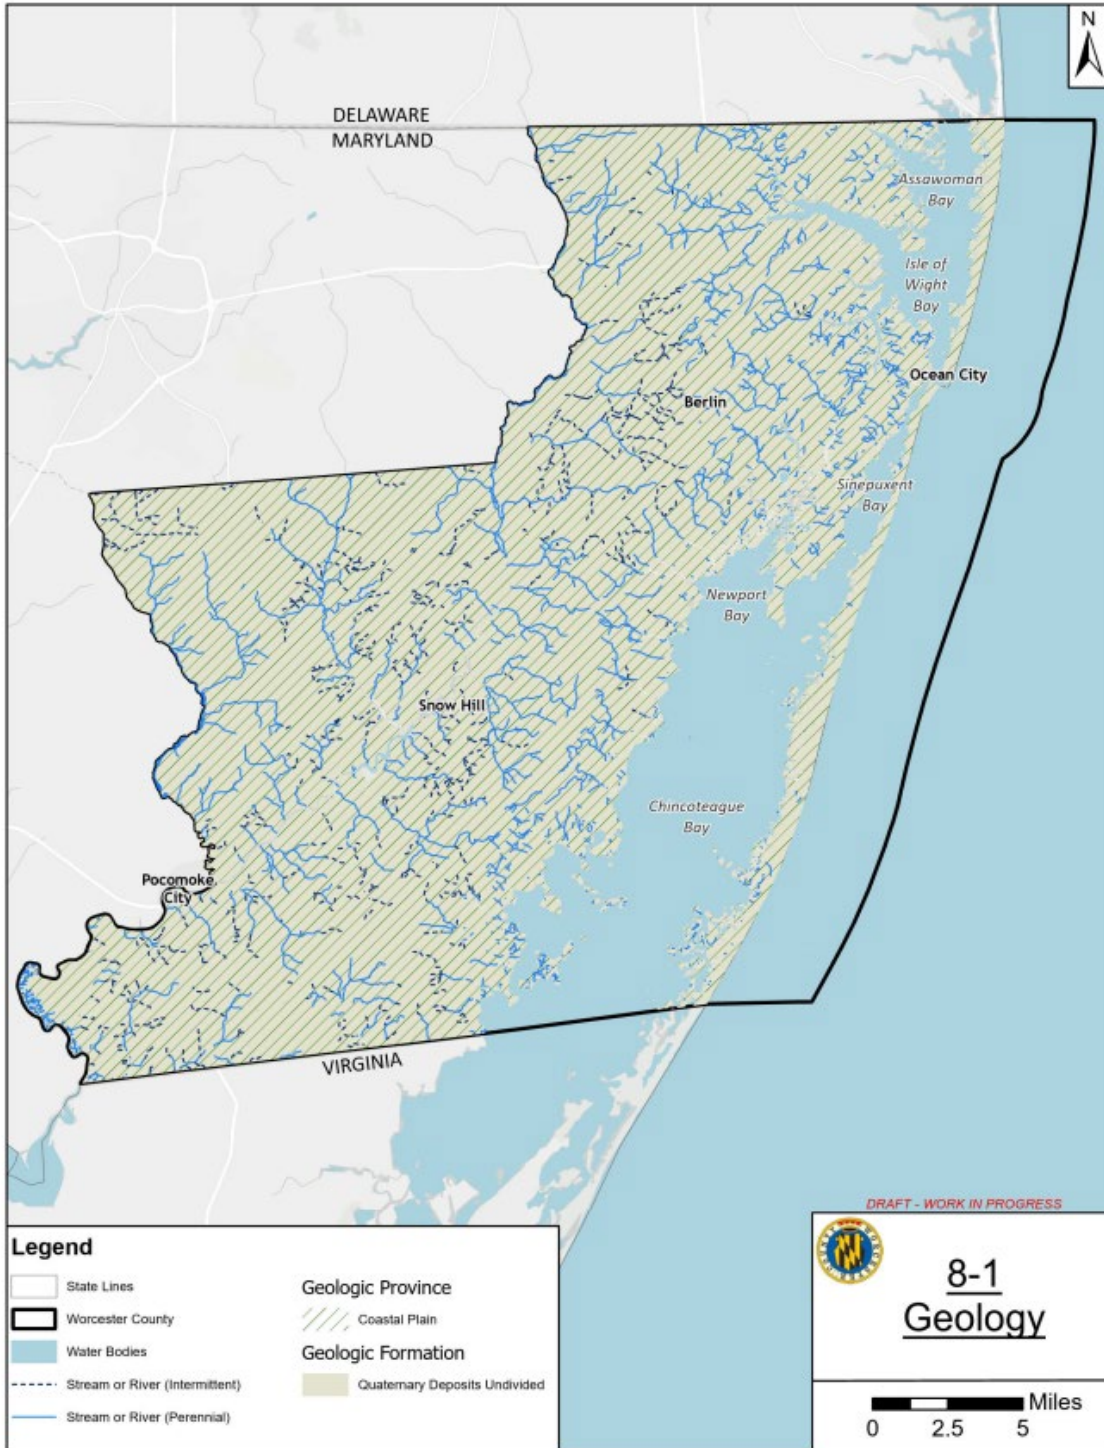 N
DELAWARE
MARYLAND
Assawoman
Bay
Isle of
Wight
Bay
Ocean City
Berlin
Sinepuxent
Bay
Newport
Bay
Snow Hill
Chincoteague
Bay
Pocomoke
City
VIRGINIA
DRAFT - WORK IN PROGRESS
Legend
State Lines
Worcester County
Water Bodies
Stream or River (Intermittent)
Stream or River (Perennial)
Geologic Province
Coastal Plain
Geologic Formation
Quaternary Deposits Undivided
8-1
Geology
Miles
0 2.5 5